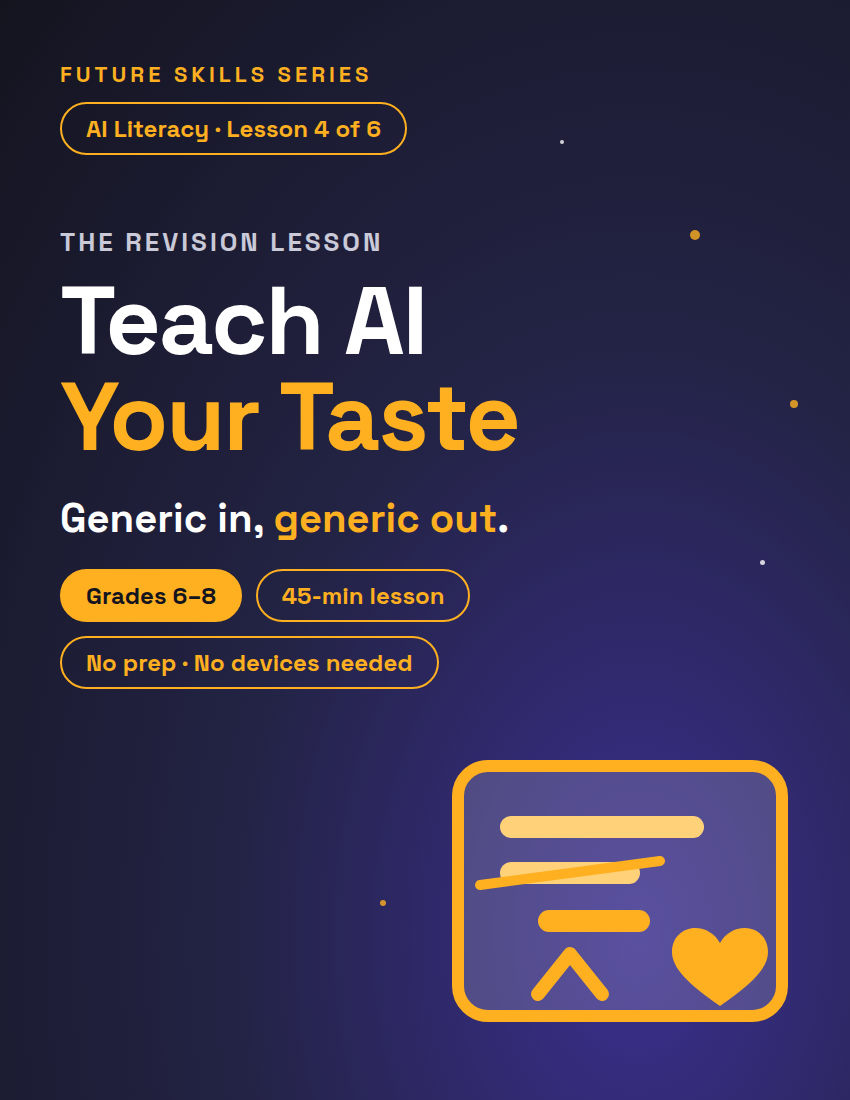 FUTURE SKILLS SERIES
AI Literacy · Lesson 4 of 6
THE REVISION LESSON
Teach AI
Your Taste
Generic in, generic out.
Grades 6–8
45-min lesson
No prep · No devices needed